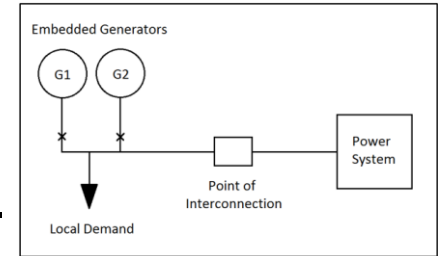 Embedded Generators
G1
G2
Power
System
Point of
Interconnection
Local Demand